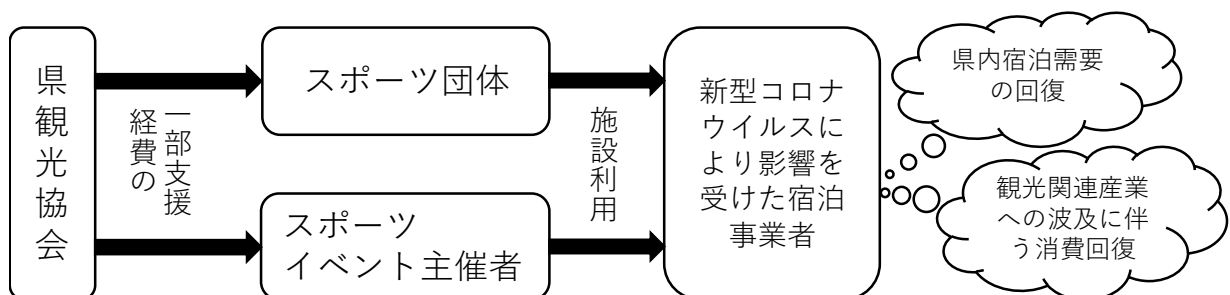 県観光協会
経費の
一部支援
スポーツ団体
スポーツ
イベント主催者
施設利用
新型コロナ
ウイルスに
より影響を
受けた宿泊
事業者
県内宿泊需要
の回復
観光関連産業
への波及に伴
う消費回復